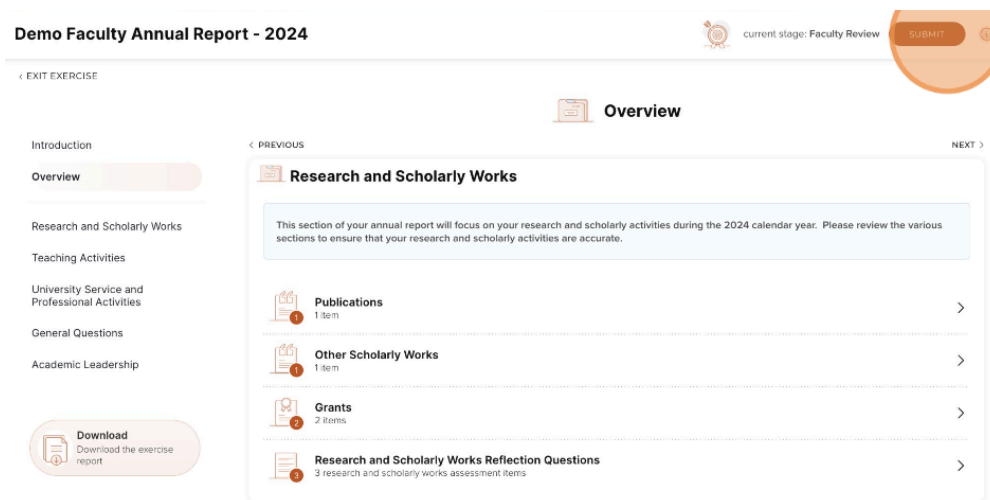 Demo Faculty Annual Report - 2024
current stage: Faculty Review
SUBMIT
‹ EXIT EXERCISE
Overview
Introduction
Overview
Research and Scholarly Works
Teaching Activities
University Service and
Professional Activities
General Questions
Academic Leadership
Download
Download the exercise
report
‹ PREVIOUS
NEXT ›
Research and Scholarly Works
This section of your annual report will focus on your research and scholarly activities during the 2024 calendar year. Please review the various
sections to ensure that your research and scholarly activities are accurate.
1
Publications
1 item
1
Other Scholarly Works
1 item
2
Grants
2 items
3
Research and Scholarly Works Reflection Questions
3 research and scholarly works assessment items